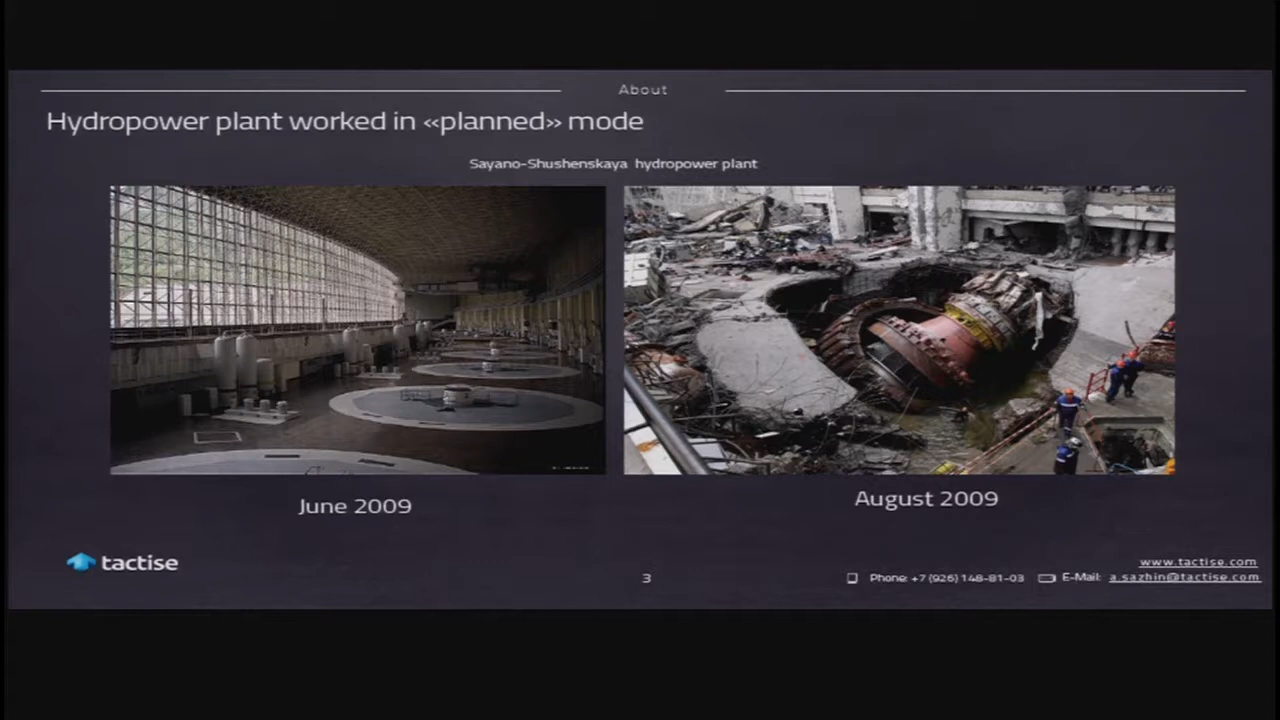 About
Hydropower plant worked in «planned» mode
Sayano-Shushenskaya hydropower plant
June 2009
August 2009
tactise
3
www.tactise.com
Phone: +7 (926) 148-81-03
E-Mail: a.sazhin@tactise.com